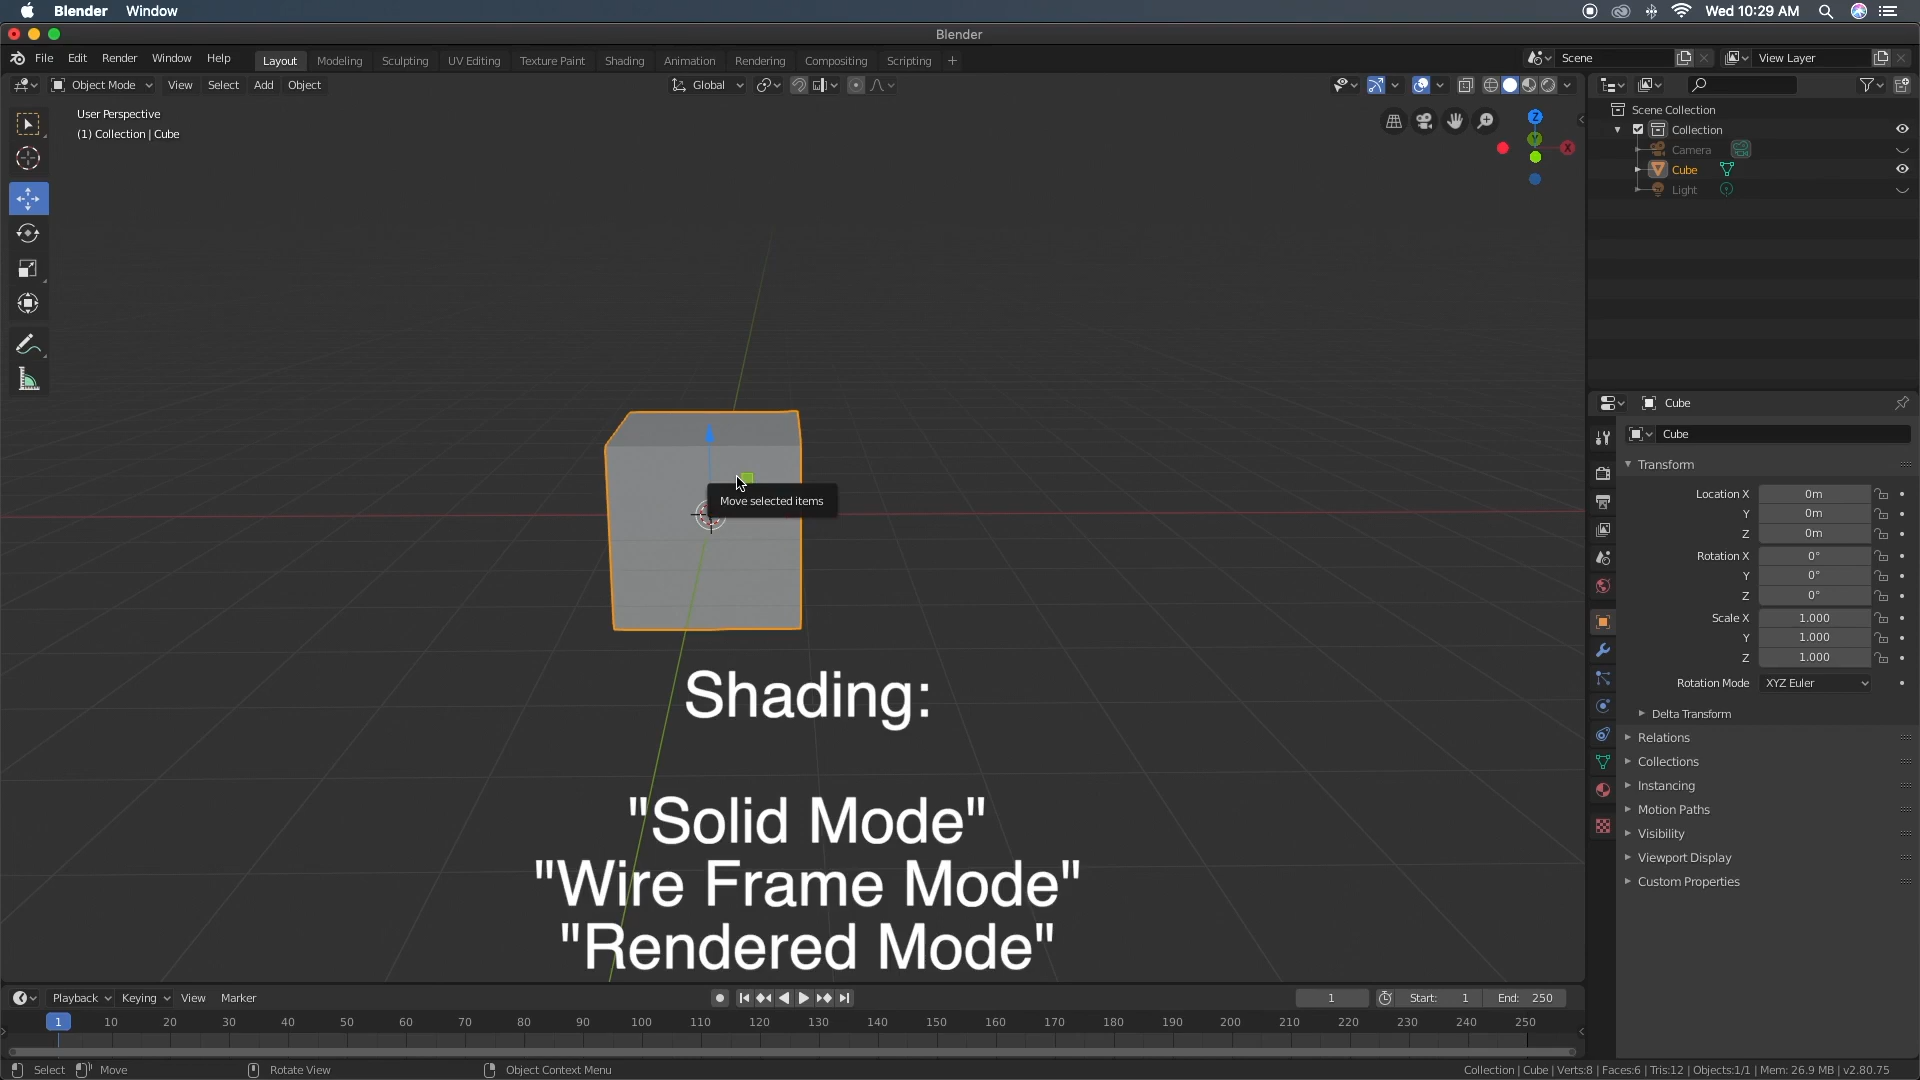 Blender Window
Wed 10:29 AM
Blender
File Edit Render Window Help
Layout Modeling Sculpting UV Editing Texture Paint Shading Animation Rendering Compositing Scripting +
Scene
View Layer
Object Mode View Select Add Object
Global
User Perspective
(1) Collection | Cube
Z
Y
X
Scene Collection
Collection
Camera
Cube
Light
Move selected items
Cube
Cube
Transform
Location X 0m
Y 0m
Z 0m
Rotation X 0°
Y 0°
Z 0°
Scale X 1.000
Y 1.000
Z 1.000
Rotation Mode XYZ Euler
Delta Transform
Relations
Collections
Instancing
Motion Paths
Visibility
Viewport Display
Custom Properties
Shading:
"Solid Mode"
"Wire Frame Mode"
"Rendered Mode"
Playback Keying View Marker
1
Start: 1
End: 250
1 10 20 30 40 50 60 70 80 90 100 110 120 130 140 150 160 170 180 190 200 210 220 230 240 250
Select Move Rotate View Object Context Menu
Collection | Cube | Verts:8 | Faces:6 | Tris:12 | Objects:1/1 | Mem: 26.9 MB | v2.80.75